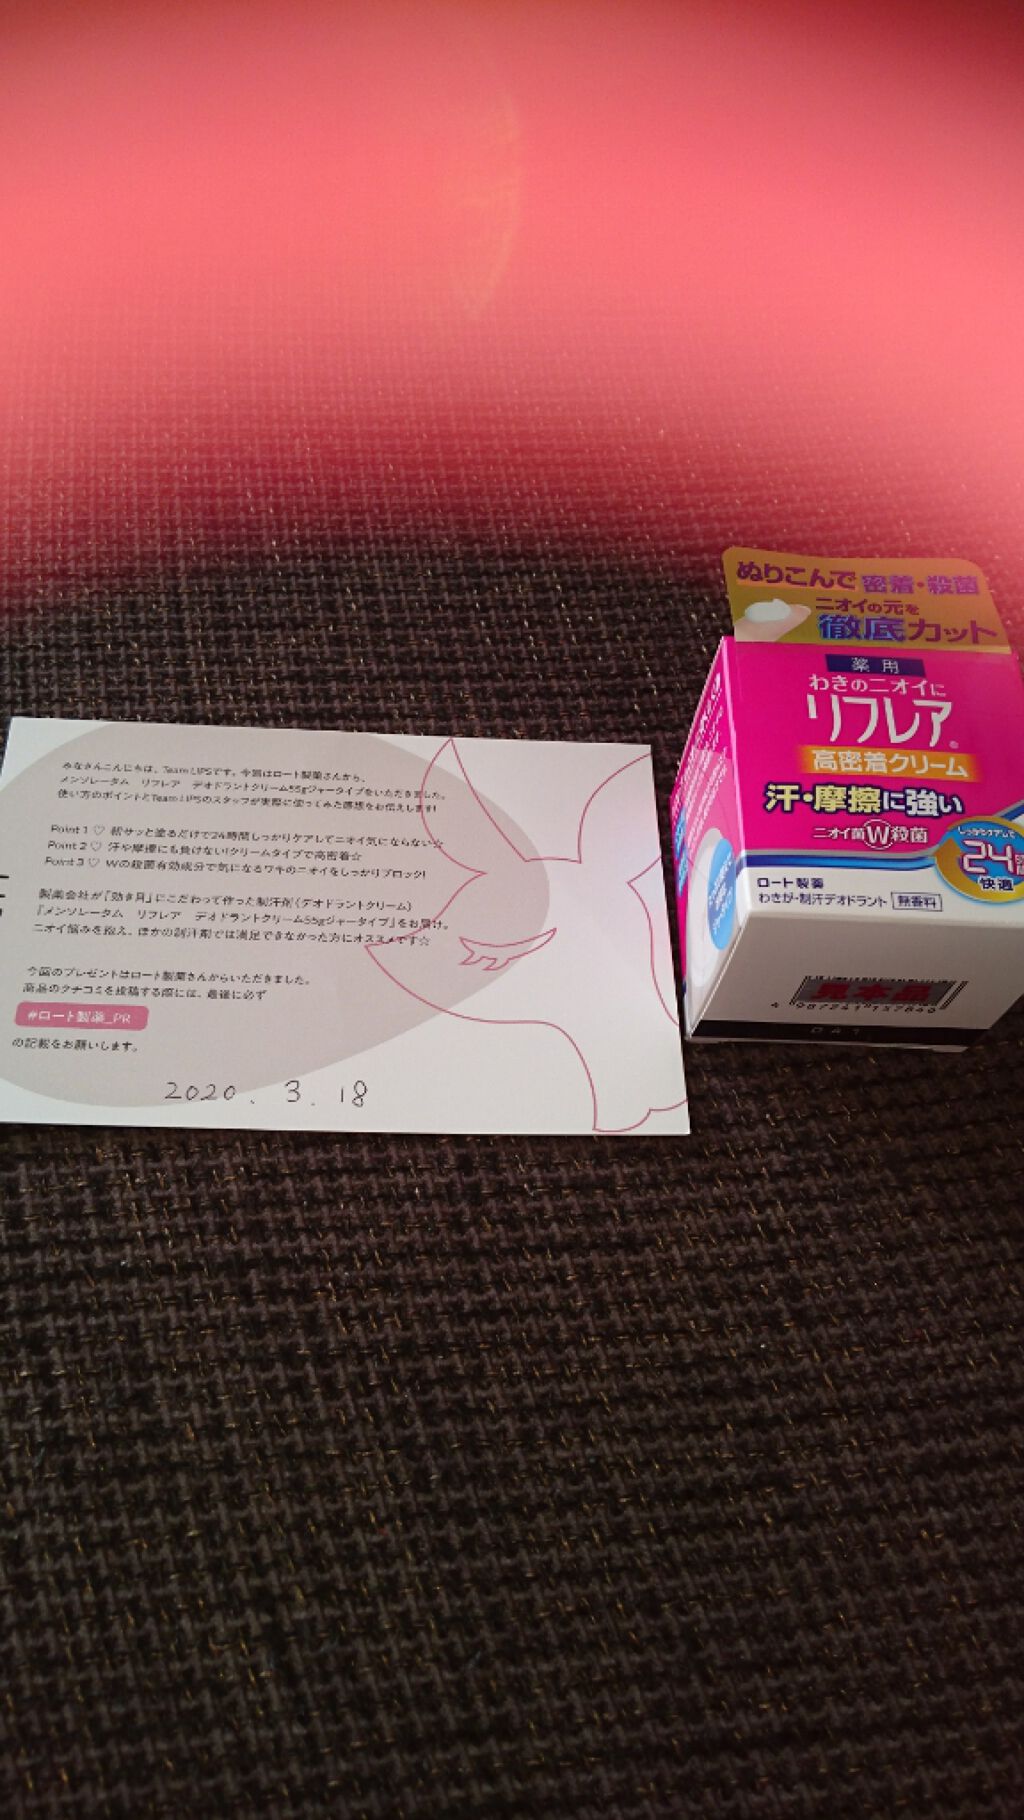 みなさんこんにちは、Team LIPSです。今回はロート製薬さんから、
メンソレータム　リフレア　デオドラントクリーム55gジャータイプをいただきました。
使い方のポイントとTeam LIPSのスタッフが実際に使ってみた感想をお伝えします!
Point 1 ♡ 朝サッと塗るだけで24時間しっかりケアしてニオイ気にならない☆
Point 2 ♡ 汗や摩擦にも負けない!クリームタイプで高密着☆
Point 3 ♡ Wの殺菌有効成分で気になるワキのニオイをしっかりブロック!
製薬会社が「効き目」にこだわって作った制汗剤(デオドラントクリーム)
『メンソレータム　リフレア　デオドラントクリーム55gジャータイプ』をお届け。
ニオイ悩みを抱え、ほかの制汗剤では満足できなかった方にオススメです☆
今回のプレゼントはロート製薬さんからいただきました。
商品のクチコミを投稿する際には、最後に必ず
#ロート製薬_PR
の記載をお願いします。
2020. 3. 18
ぬりこんで 密着・殺菌
ニオイの元を
徹底カット
薬用
わきのニオイに
リフレア®
高密着クリーム
汗・摩擦に強い
ニオイ菌W殺菌
しっかりケアして
24時間
快適
ロート製薬
わきが・制汗デオドラント 無香料
見本品
4 987241 157640
DA1